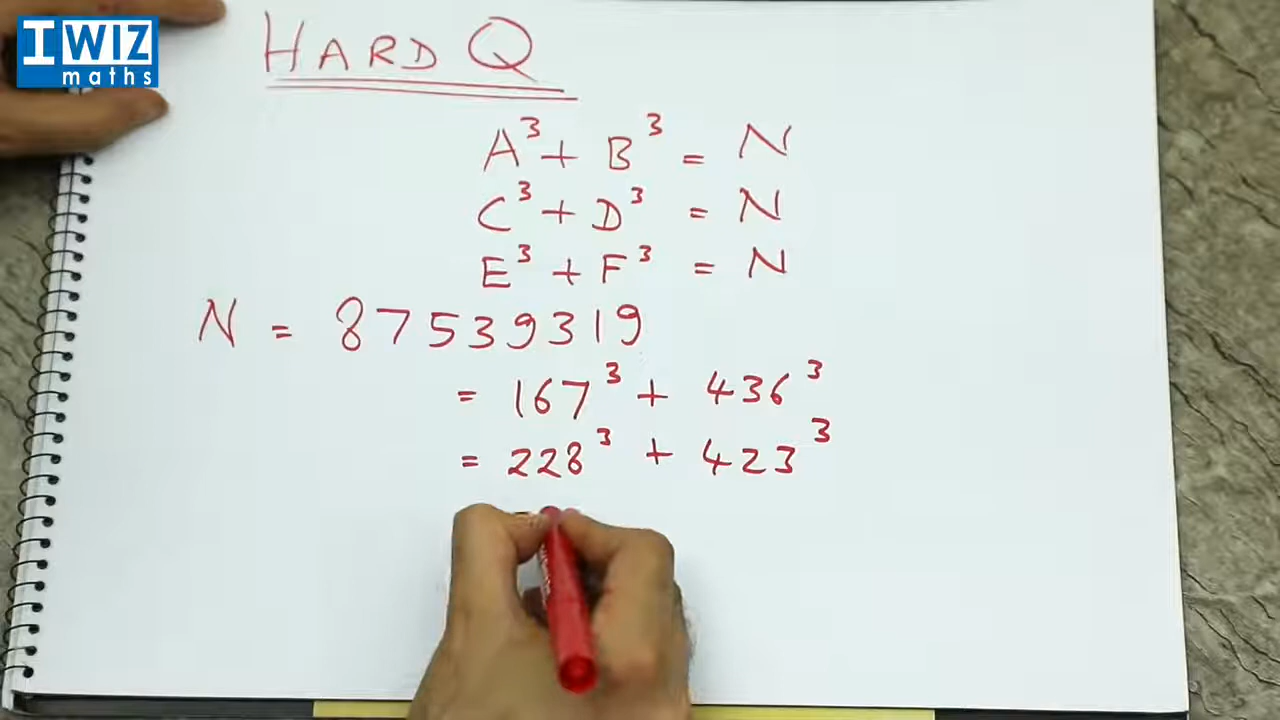 IWIZ
maths
HARD Q
A³ + B³ = N
C³ + D³ = N
E³ + F³ = N
N = 87539319
= 167³ + 436³
= 228³ + 423³